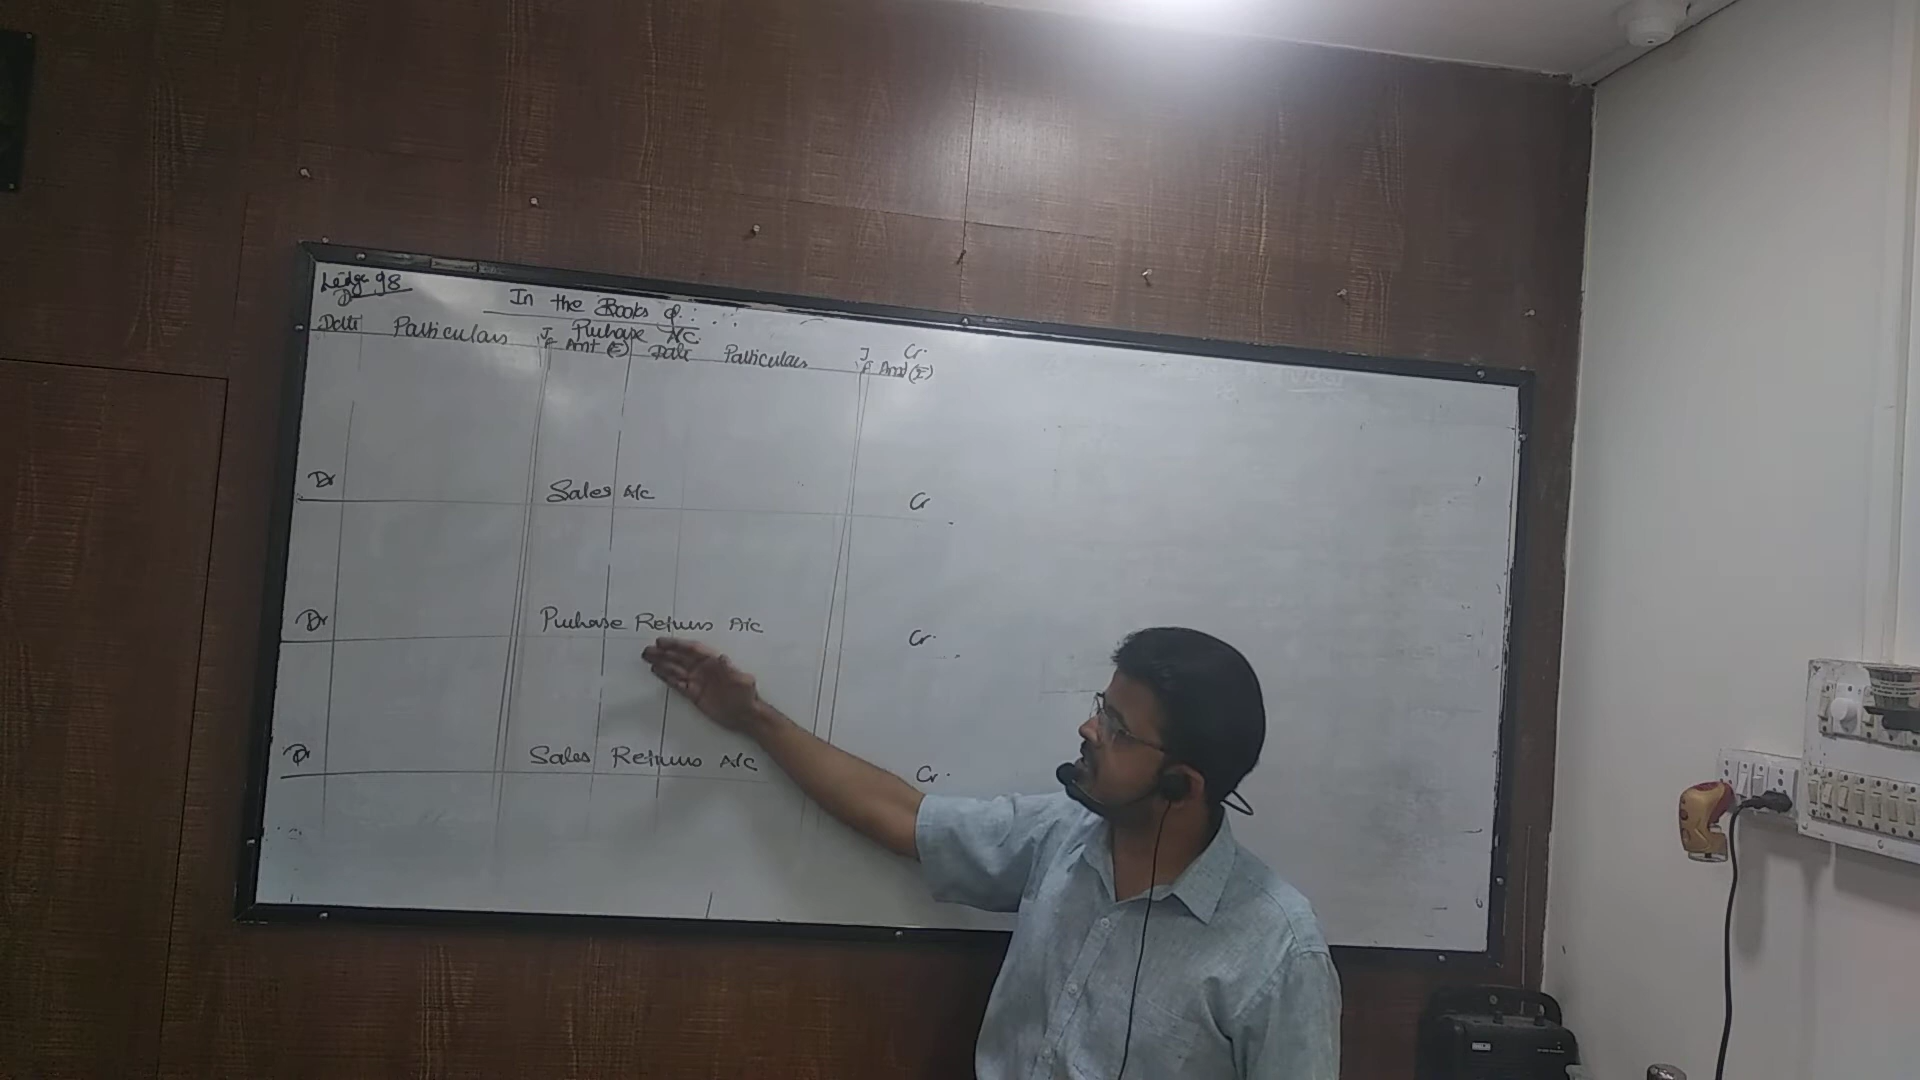 Ledge 98
In the Books of : . . .
Dr Purchase A/c Cr.
Date Particulars J F Amt (₹) Date Particulars J F Amt (₹)
Dr Sales A/c Cr
Dr Purchase Returns A/c Cr.
Dr Sales Returns A/c Cr.